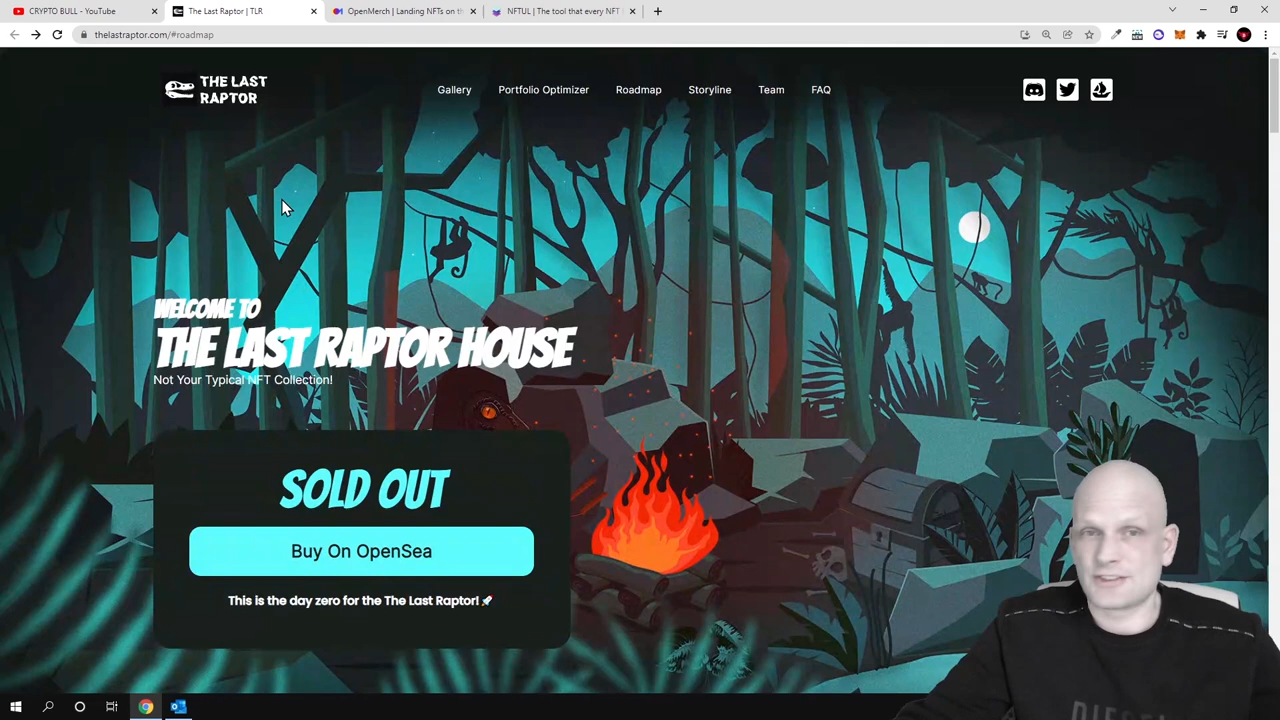 CRYPTO BULL - YouTube
The Last Raptor | TLR
OpenMerch | Landing NFTs on th
NFTUL | The tool that every NFT
thelastraptor.com/#roadmap
THE LAST
RAPTOR
Gallery
Portfolio Optimizer
Roadmap
Storyline
Team
FAQ
WELCOME TO
THE LAST RAPTOR HOUSE
Not Your Typical NFT Collection!
SOLD OUT
Buy On OpenSea
This is the day zero for the The Last Raptor! 🚀
DIESEL